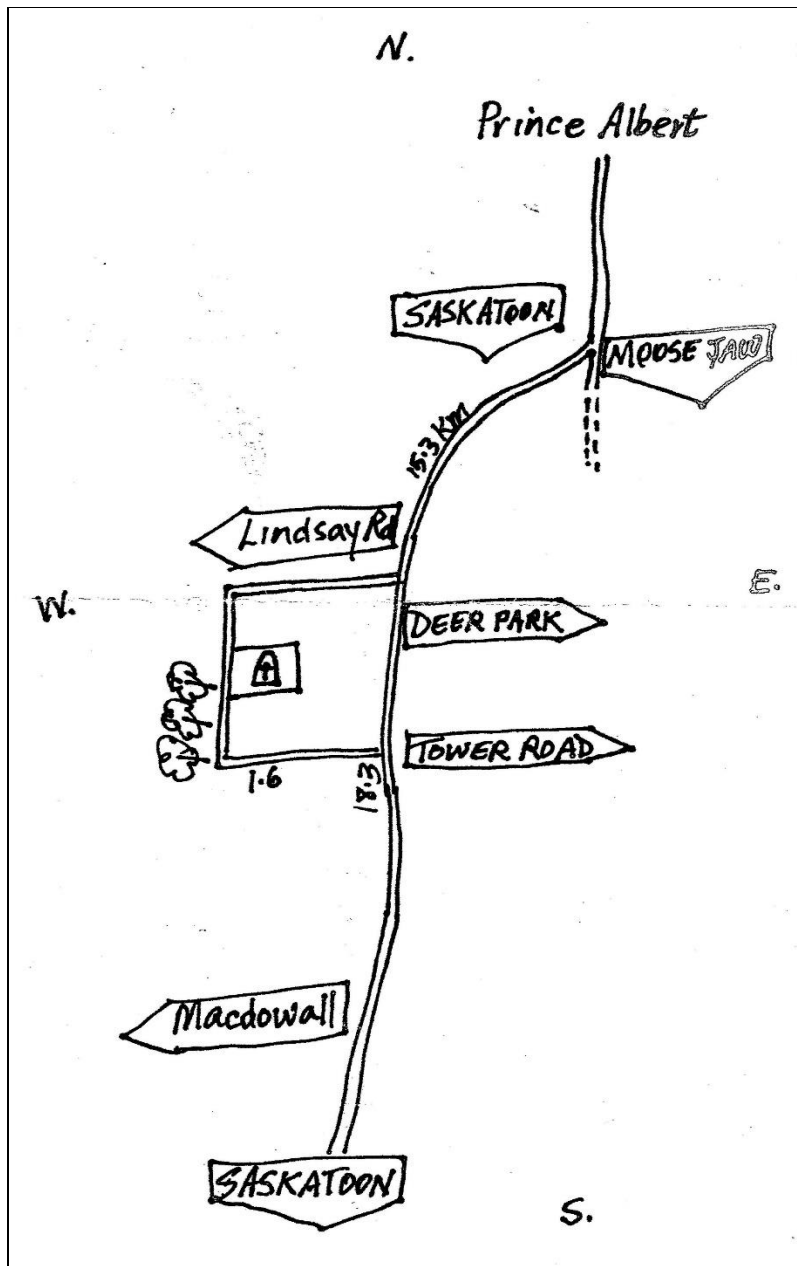 N.
Prince Albert
SASKATOON
MOOSE JAW
15.3 Km
Lindsay Rd
W.
E.
DEER PARK
TOWER ROAD
1.6
18.3
Macdowall
SASKATOON
S.